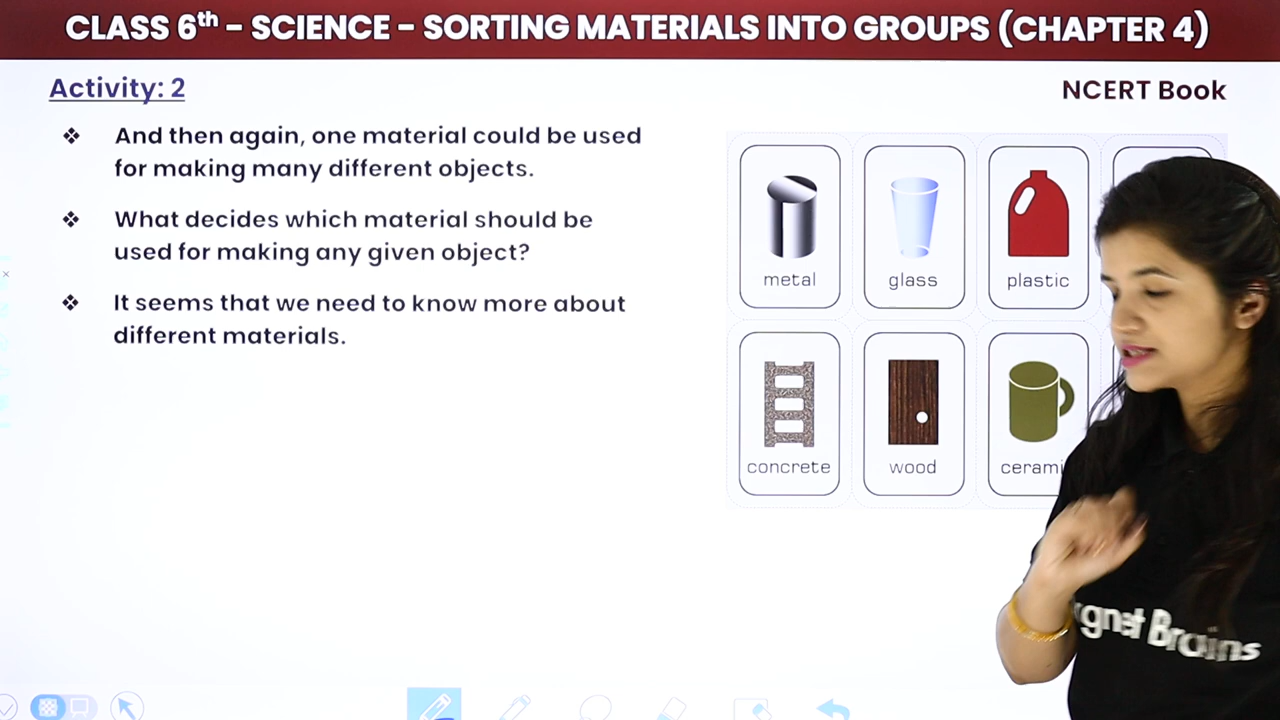 CLASS 6th – SCIENCE – SORTING MATERIALS INTO GROUPS (CHAPTER 4)
Activity: 2
NCERT Book
❖ And then again, one material could be used
for making many different objects.
❖ What decides which material should be
used for making any given object?
❖ It seems that we need to know more about
different materials.
metal
glass
plastic
concrete
wood
cerami
Brains